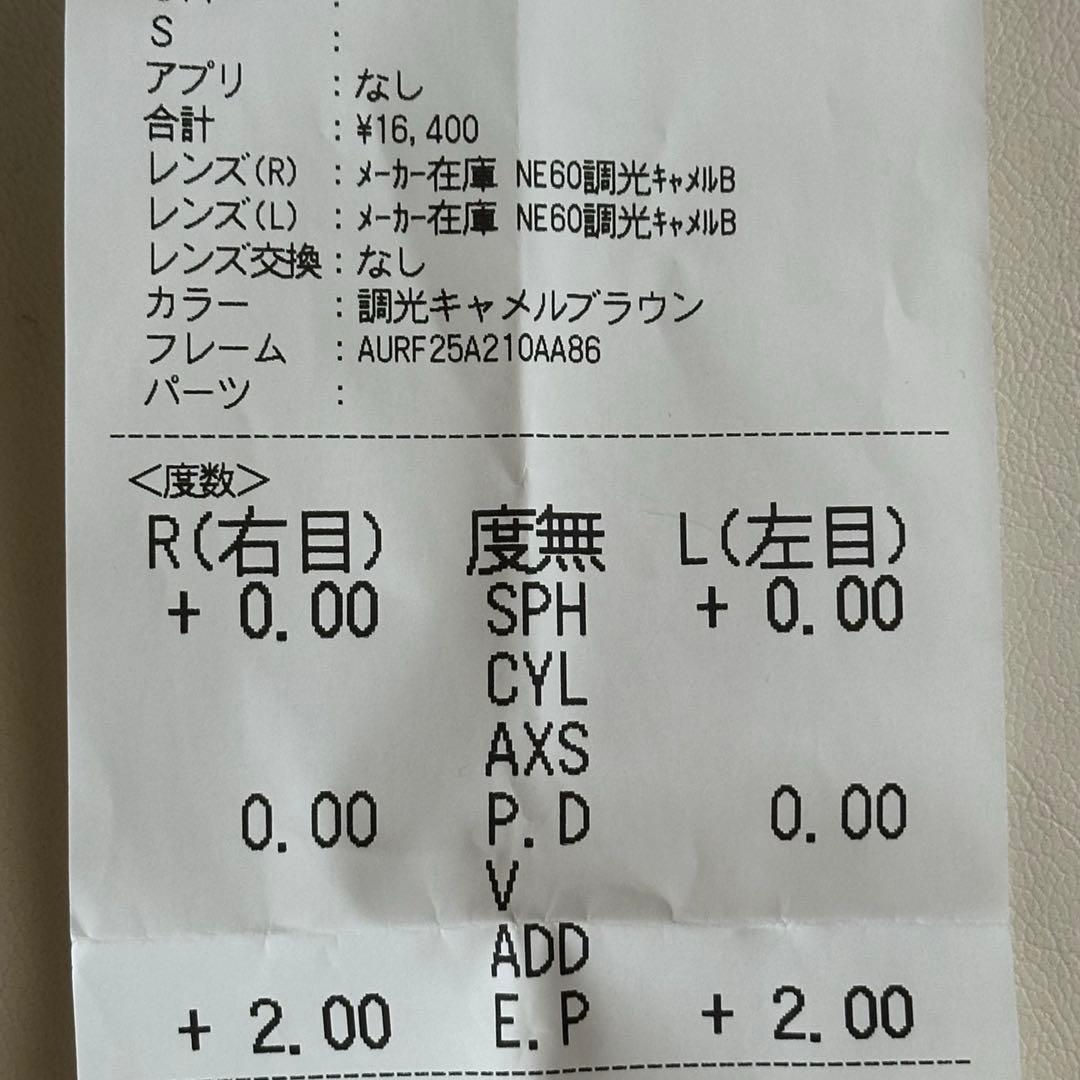 S :
アプリ : なし
合計 : ¥16,400
レンズ(R) : ﾒｰｶｰ在庫 NE60調光ｷｬﾒﾙB
レンズ(L) : ﾒｰｶｰ在庫 NE60調光ｷｬﾒﾙB
レンズ交換 : なし
カラー : 調光キャメルブラウン
フレーム : AURF25A210AA86
パーツ :
<度数>
R(右目) 度無 L(左目)
+ 0.00 SPH + 0.00
CYL
AXS
0.00 P.D 0.00
V
ADD
+ 2.00 E.P + 2.00